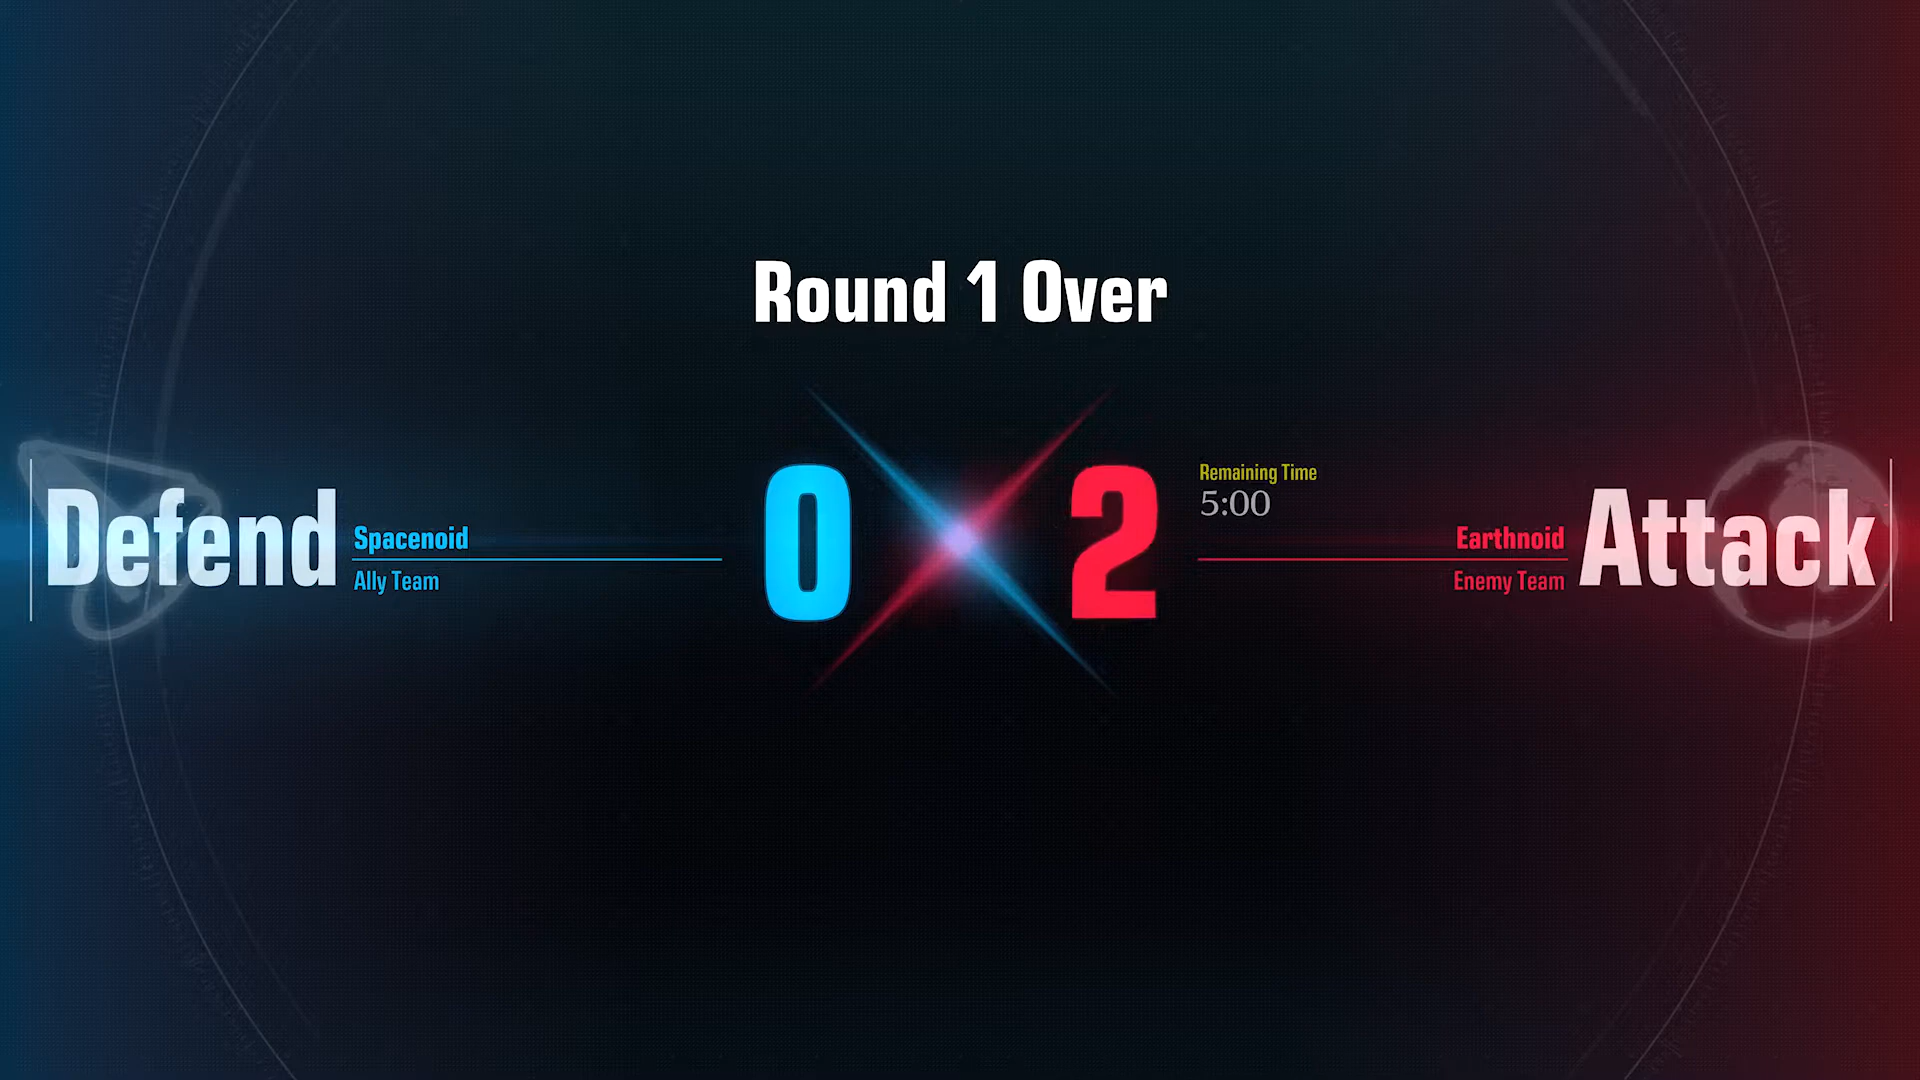 Round 1 Over
Defend
Spacenoid
Ally Team
0
2
Remaining Time
5:00
Earthnoid
Enemy Team
Attack